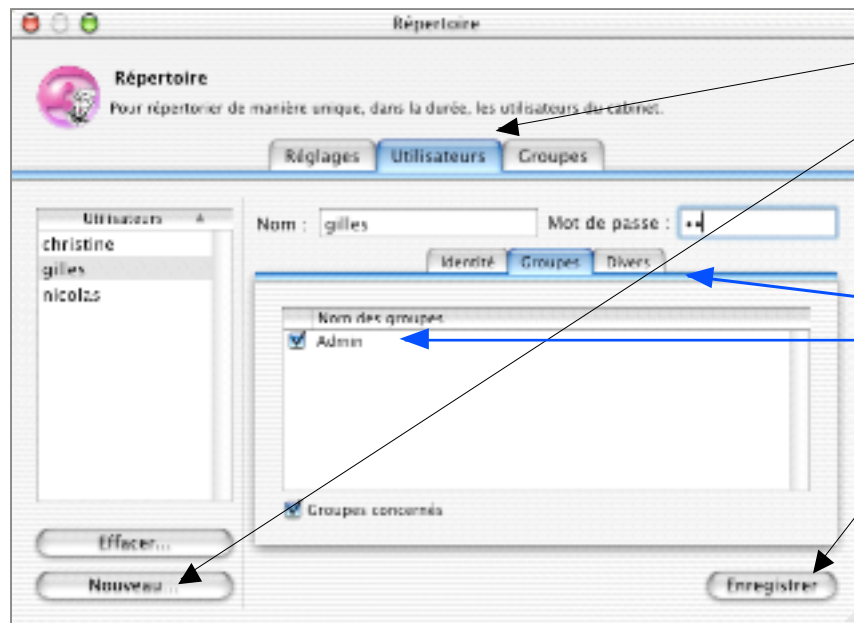 Répertoire
Répertoire
Pour répertorier de manière unique, dans la durée, les utilisateurs du cabinet.
Réglages Utilisateurs Groupes
Utilisateurs
Nom : gilles Mot de passe : ••
christine
Identité Groupes Divers
gilles
nicolas
Nom des groupes
Admin
Groupes concernés
Effacer...
Nouveau... Enregistrer